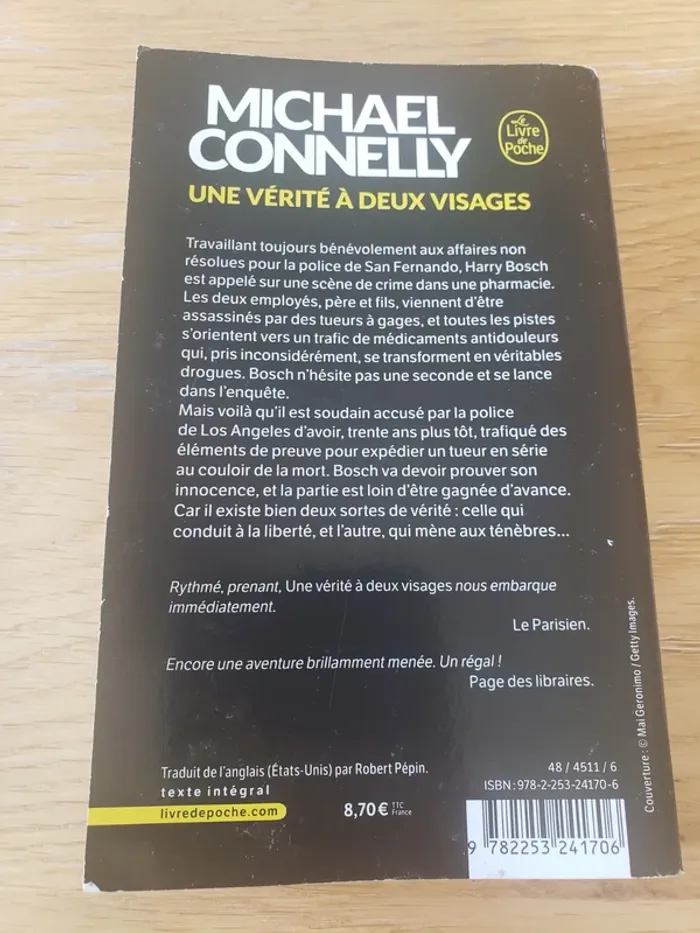 MICHAEL
CONNELLY
Le
Livre
de
Poche
UNE VÉRITÉ À DEUX VISAGES
Travaillant toujours bénévolement aux affaires non
résolues pour la police de San Fernando, Harry Bosch
est appelé sur une scène de crime dans une pharmacie.
Les deux employés, père et fils, viennent d'être
assassinés par des tueurs à gages, et toutes les pistes
s'orientent vers un trafic de médicaments antidouleurs
qui, pris inconsidérément, se transforment en véritables
drogues. Bosch n'hésite pas une seconde et se lance
dans l'enquête.
Mais voilà qu'il est soudain accusé par la police
de Los Angeles d'avoir, trente ans plus tôt, trafiqué des
éléments de preuve pour expédier un tueur en série
au couloir de la mort. Bosch va devoir prouver son
innocence, et la partie est loin d'être gagnée d'avance.
Car il existe bien deux sortes de vérité : celle qui
conduit à la liberté, et l'autre, qui mène aux ténèbres...
Rythmé, prenant, Une vérité à deux visages nous embarque
immédiatement.
Le Parisien.
Encore une aventure brillamment menée. Un régal !
Page des libraires.
Couverture : © Mai Geronimo / Getty Images.
Traduit de l'anglais (États-Unis) par Robert Pépin.
texte intégral
livredepoche.com
8,70 € TTC
France
48 / 4511 / 6
ISBN : 978-2-253-24170-6
9 782253 241706